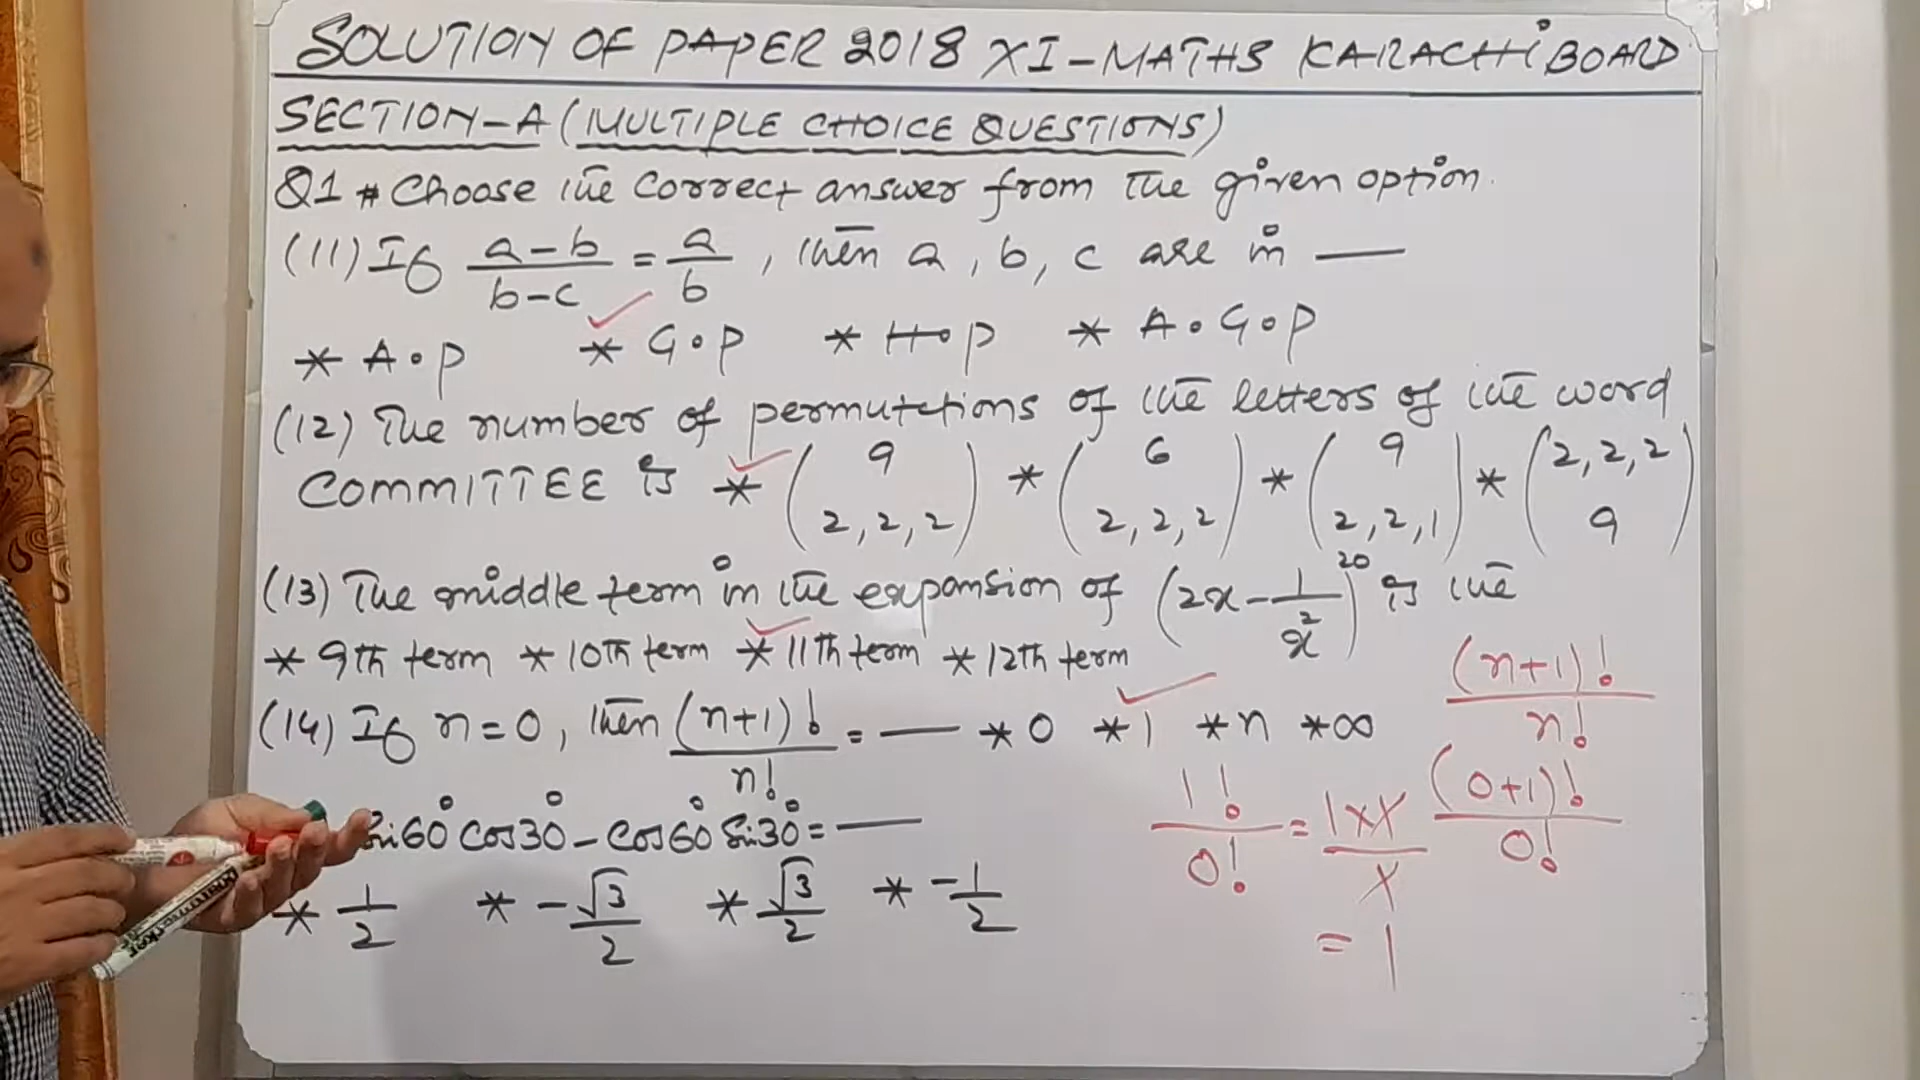 SOLUTION OF PAPER 2018 XI-MATHS KARACHI BOARD
SECTION-A (MULTIPLE CHOICE QUESTIONS)
Q1 # Choose the correct answer from the given option.
(11) If (a-b)/(b-c) = a/b, then a, b, c are in —
* A.P * G.P * H.P * A.G.P
(12) The number of permutations of the letters of the word
COMMITTEE is * (9 / 2, 2, 2) * (6 / 2, 2, 2) * (9 / 2, 2, 1) * (2, 2, 2 / 9)
(13) The middle term in the expansion of (2x - 1/x²)²⁰ is the
* 9th term * 10th term * 11th term * 12th term
(14) If n = 0, then (n+1)!/n! = — * 0 * 1 * n * ∞
Sin60° Cos30° - Cos60° Sin30° = —
* 1/2 * -√3/2 * √3/2 * -1/2
(n+1)!/n!
(0+1)!/0!
1!/0! = 1x1/1
= 1
Boardmarker